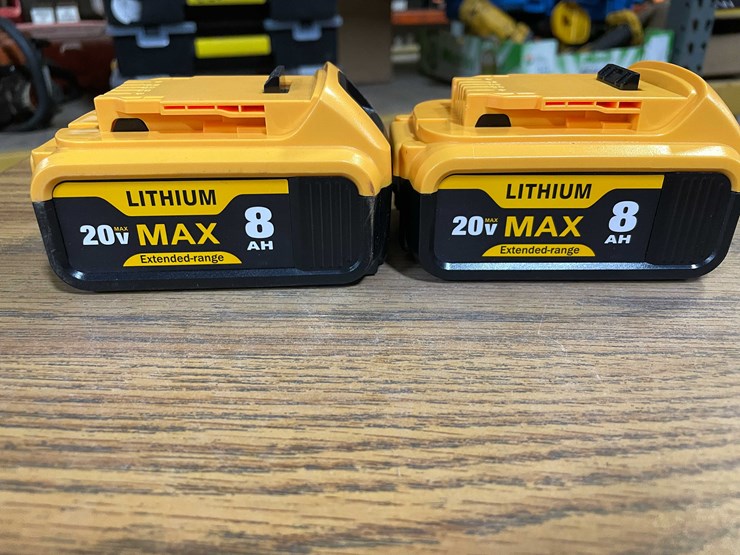 LITHIUM
20v MAX MAX 8 AH
Extended-range
LITHIUM
20v MAX MAX 8 AH
Extended-range